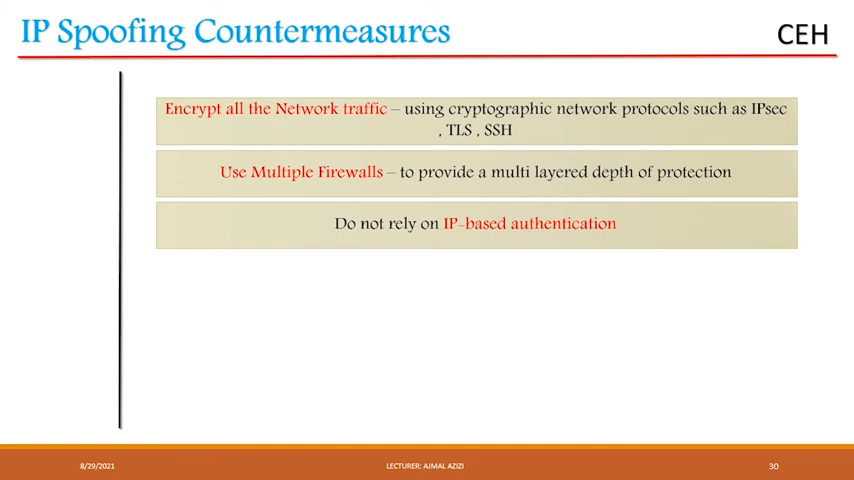 IP Spoofing Countermeasures
CEH
Encrypt all the Network traffic – using cryptographic network protocols such as IPsec
, TLS , SSH
Use Multiple Firewalls – to provide a multi layered depth of protection
Do not rely on IP-based authentication
8/29/2021
LECTURER: AJMAL AZIZI
30